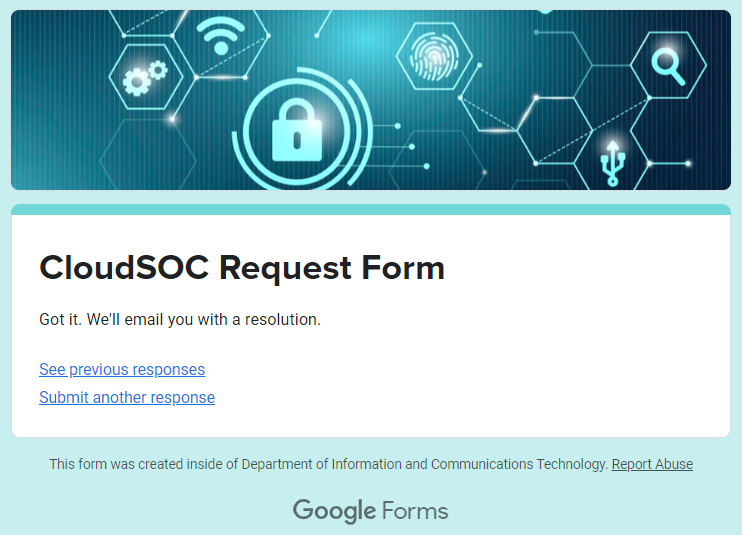 CloudSOC Request Form
Got it. We'll email you with a resolution.
See previous responses
Submit another response
This form was created inside of Department of Information and Communications Technology. Report Abuse
Google Forms